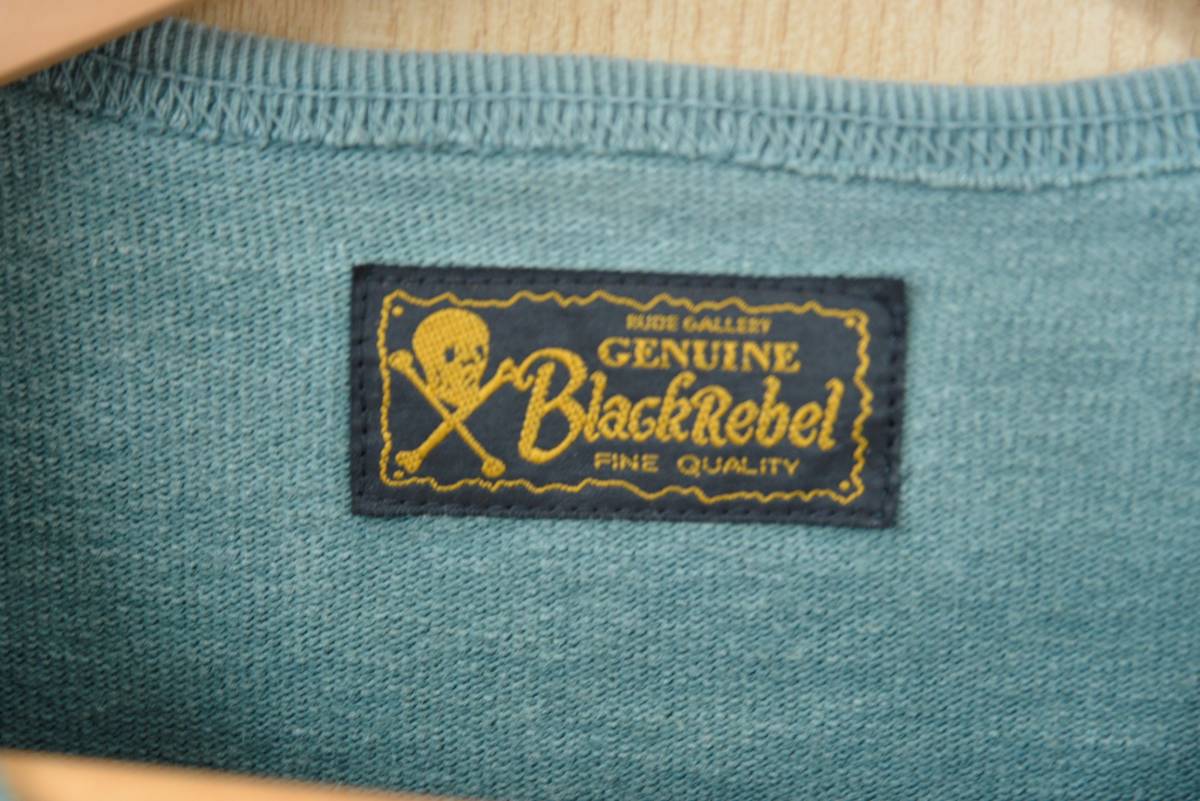 RUDE GALLERY
GENUINE
BlackRebel
FINE QUALITY